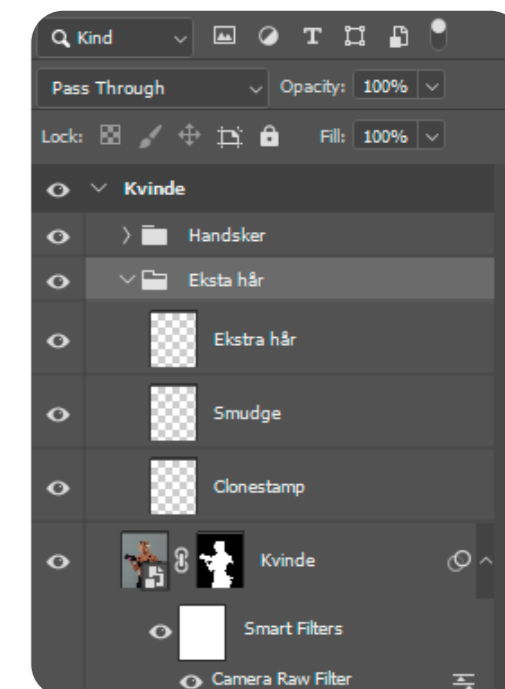 Kind
Pass Through Opacity: 100%
Lock: Fill: 100%
Kvinde
Handsker
Eksta hår
Ekstra hår
Smudge
Clonestamp
Kvinde
Smart Filters
Camera Raw Filter